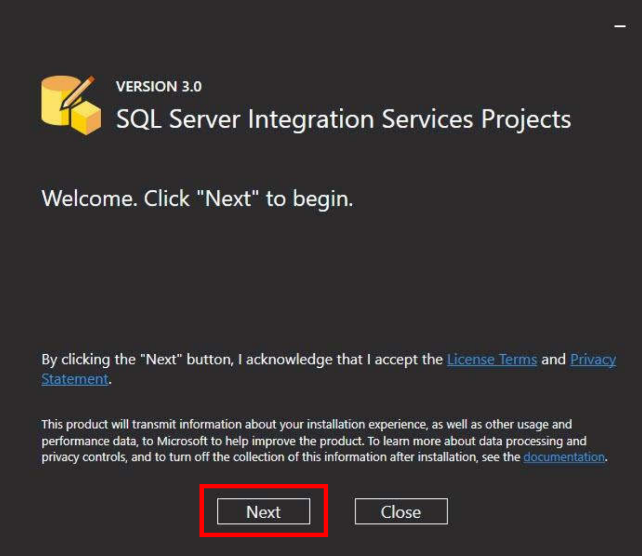 VERSION 3.0
SQL Server Integration Services Projects
Welcome. Click "Next" to begin.
By clicking the "Next" button, I acknowledge that I accept the License Terms and Privacy
Statement.
This product will transmit information about your installation experience, as well as other usage and
performance data, to Microsoft to help improve the product. To learn more about data processing and
privacy controls, and to turn off the collection of this information after installation, see the documentation.
Next Close